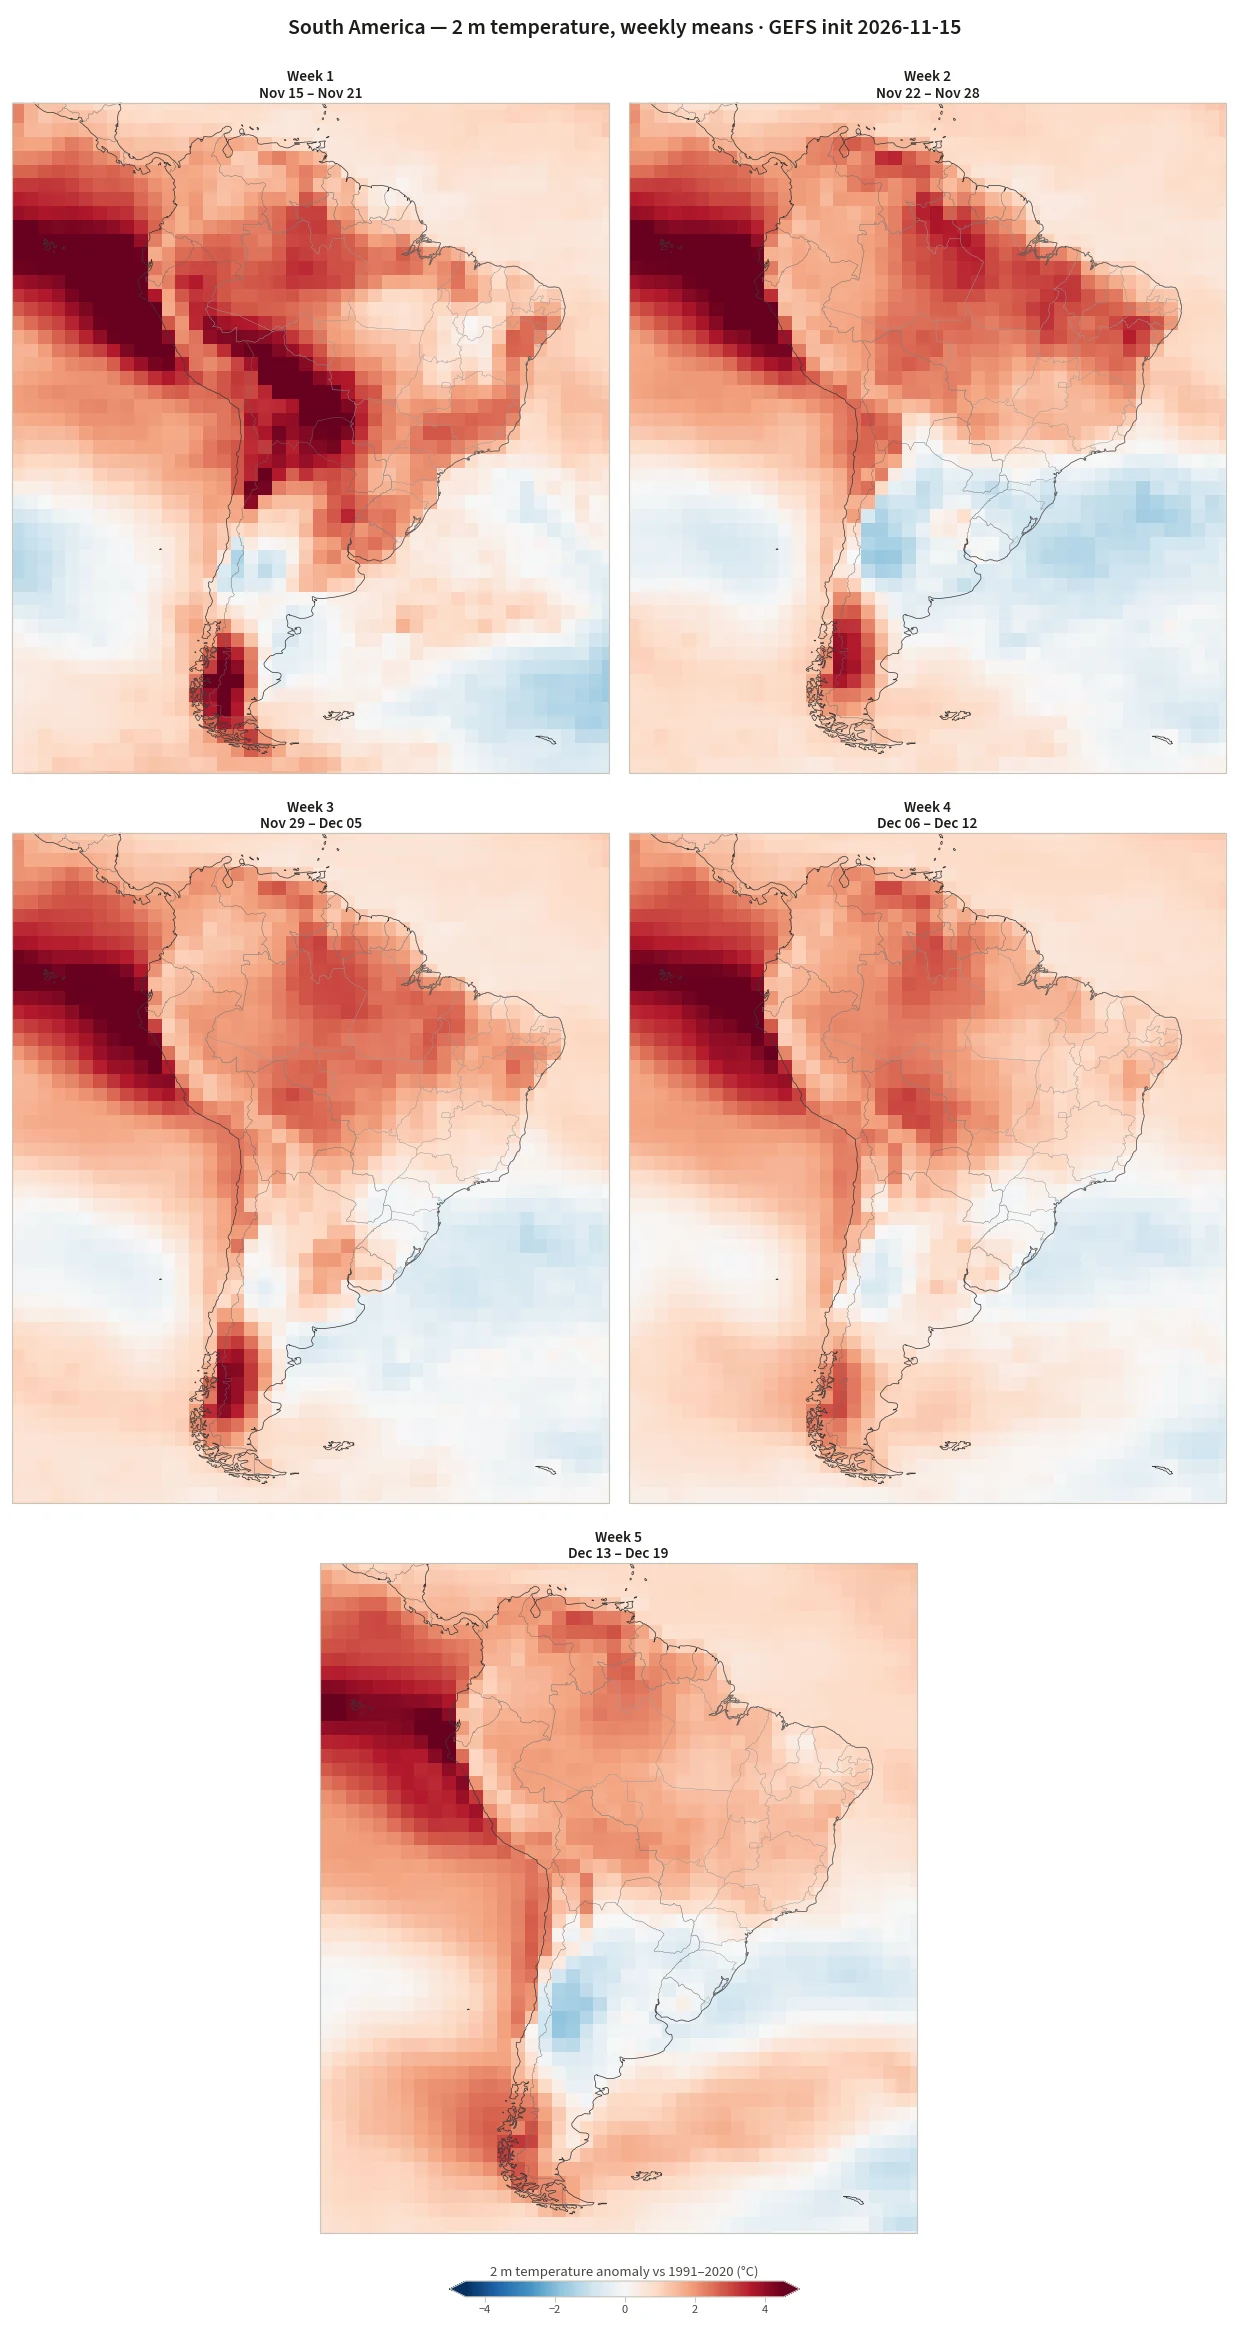 South America — 2 m temperature, weekly means · GEFS init 2026-11-15
Week 1
Nov 15 – Nov 21
Week 2
Nov 22 – Nov 28
Week 3
Nov 29 – Dec 05
Week 4
Dec 06 – Dec 12
Week 5
Dec 13 – Dec 19
2 m temperature anomaly vs 1991–2020 (°C)
−4 −2 0 2 4